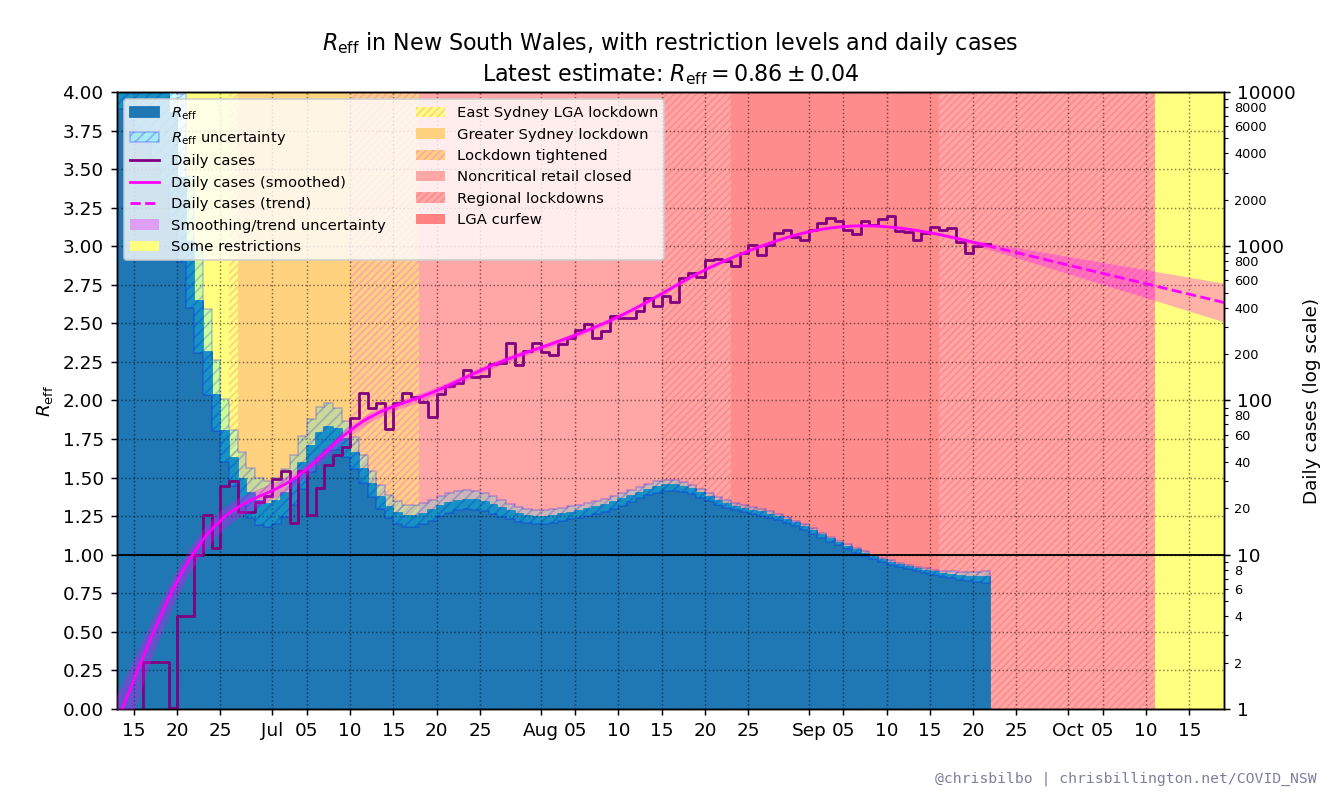 R_eff in New South Wales, with restriction levels and daily cases
Latest estimate: R_eff = 0.86 ± 0.04
R_eff
R_eff uncertainty
Daily cases
Daily cases (smoothed)
Daily cases (trend)
Smoothing/trend uncertainty
Some restrictions
East Sydney LGA lockdown
Greater Sydney lockdown
Lockdown tightened
Noncritical retail closed
Regional lockdowns
LGA curfew
R_eff
4.00
3.75
3.50
3.25
3.00
2.75
2.50
2.25
2.00
1.75
1.50
1.25
1.00
0.75
0.50
0.25
0.00
10000
8000
6000
4000
2000
1000
800
600
400
200
100
80
60
40
20
10
8
6
4
2
1
Daily cases (log scale)
15 20 25 Jul 05 10 15 20 25 Aug 05 10 15 20 25 Sep 05 10 15 20 25 Oct 05 10 15
@chrisbilbo | chrisbillington.net/COVID_NSW